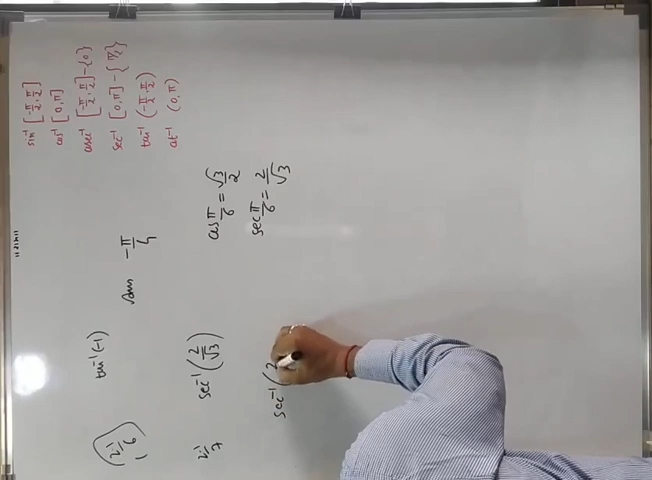 sin⁻¹ [-π/2, π/2]
cos⁻¹ [0, π]
cosec⁻¹ [-π/2, π/2] - {0}
sec⁻¹ [0, π] - {π/2}
tan⁻¹ (-π/2, π/2)
cot⁻¹ (0, π)
tan⁻¹(-1) Ans -π/4
sec⁻¹(2/√3) cos π/6 = √3/2
sec⁻¹(2 sec π/6 = 2/√3